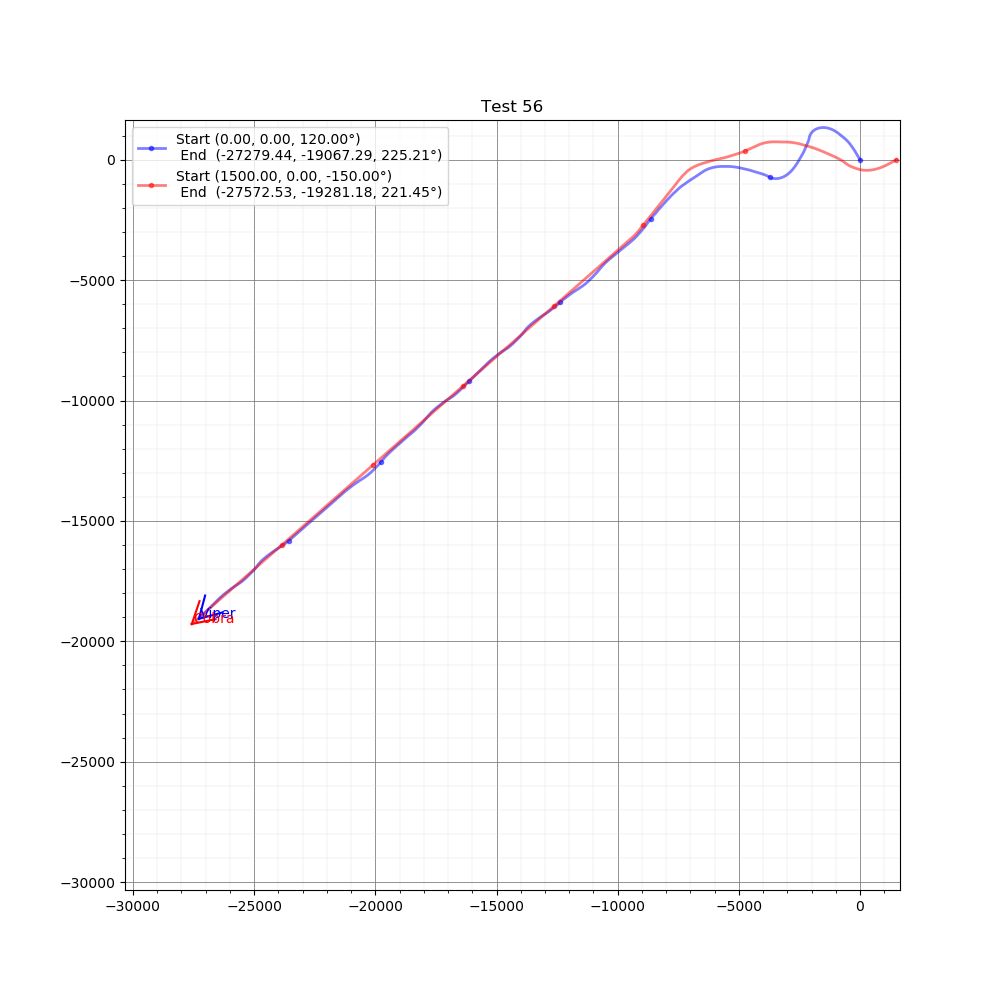 Test 56
Start (0.00, 0.00, 120.00°)
End (-27279.44, -19067.29, 225.21°)
Start (1500.00, 0.00, -150.00°)
End (-27572.53, -19281.18, 221.45°)
0
−5000
−10000
−15000
−20000
−25000
−30000
−30000 −25000 −20000 −15000 −10000 −5000 0